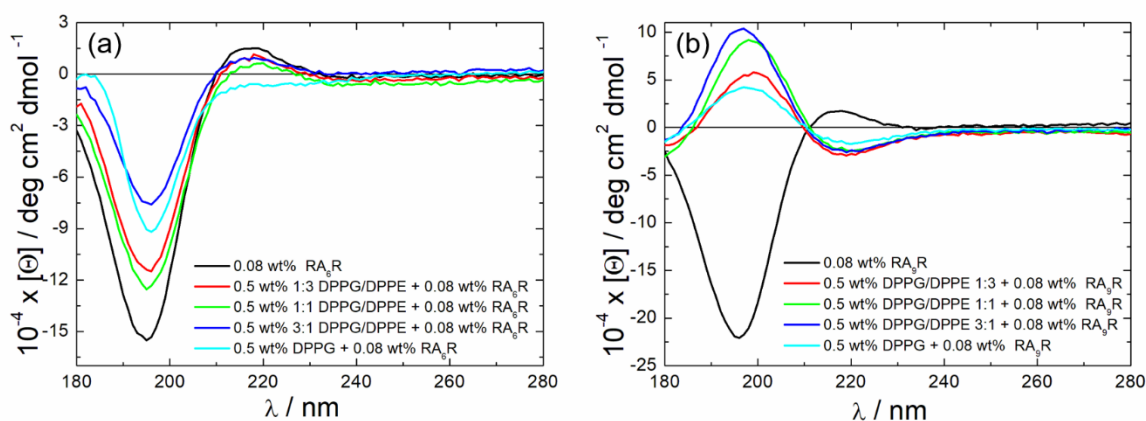 (a)
3
0
-3
-6
-9
-12
-15
10⁻⁴ x [Θ] / deg cm² dmol⁻¹
0.08 wt% RA₆R
0.5 wt% 1:3 DPPG/DPPE + 0.08 wt% RA₆R
0.5 wt% 1:1 DPPG/DPPE + 0.08 wt% RA₆R
0.5 wt% 3:1 DPPG/DPPE + 0.08 wt% RA₆R
0.5 wt% DPPG + 0.08 wt% RA₆R
180 200 220 240 260 280
λ / nm
(b)
10
5
0
-5
-10
-15
-20
-25
10⁻⁴ x [Θ] / deg cm² dmol⁻¹
0.08 wt% RA₉R
0.5 wt% DPPG/DPPE 1:3 + 0.08 wt% RA₉R
0.5 wt% DPPG/DPPE 1:1 + 0.08 wt% RA₉R
0.5 wt% DPPG/DPPE 3:1 + 0.08 wt% RA₉R
0.5 wt% DPPG + 0.08 wt% RA₉R
180 200 220 240 260 280
λ / nm